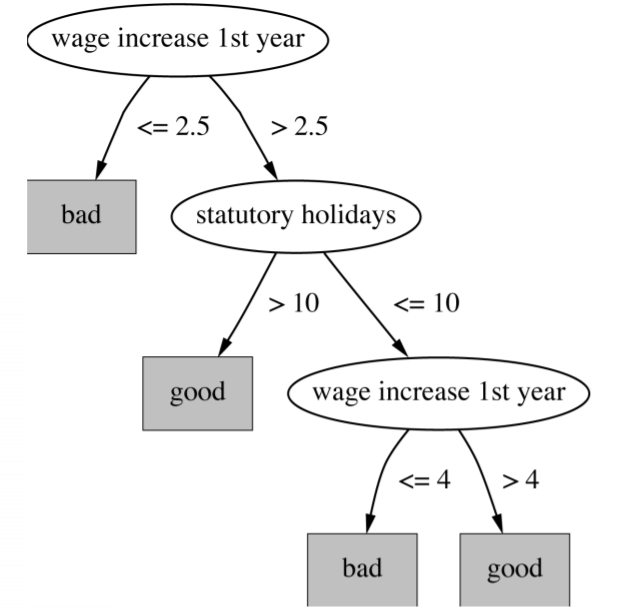 wage increase 1st year
<= 2.5
> 2.5
bad
statutory holidays
> 10
<= 10
good
wage increase 1st year
<= 4
> 4
bad
good